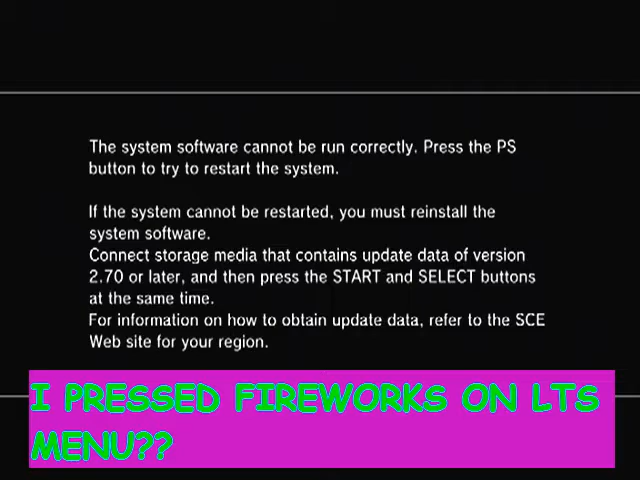 The system software cannot be run correctly. Press the PS
button to try to restart the system.
If the system cannot be restarted, you must reinstall the
system software.
Connect storage media that contains update data of version
2.70 or later, and then press the START and SELECT buttons
at the same time.
For information on how to obtain update data, refer to the SCE
Web site for your region.
I PRESSED FIREWORKS ON LTS
MENU??